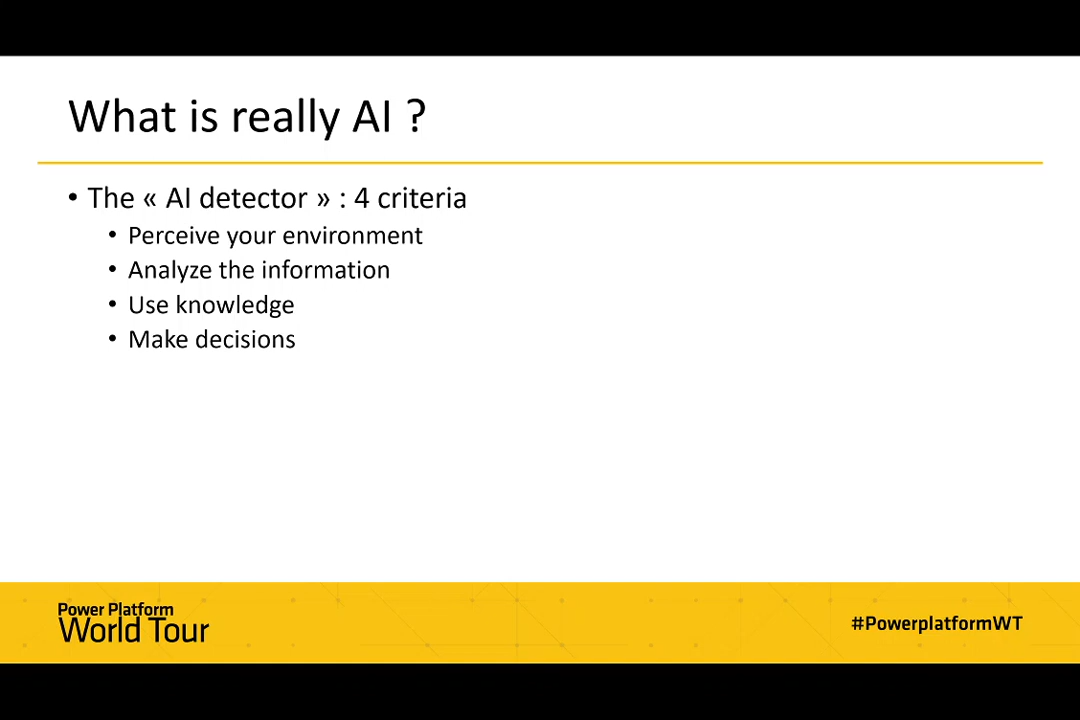 What is really AI ?
• The « AI detector » : 4 criteria
• Perceive your environment
• Analyze the information
• Use knowledge
• Make decisions
Power Platform
World Tour
#PowerplatformWT